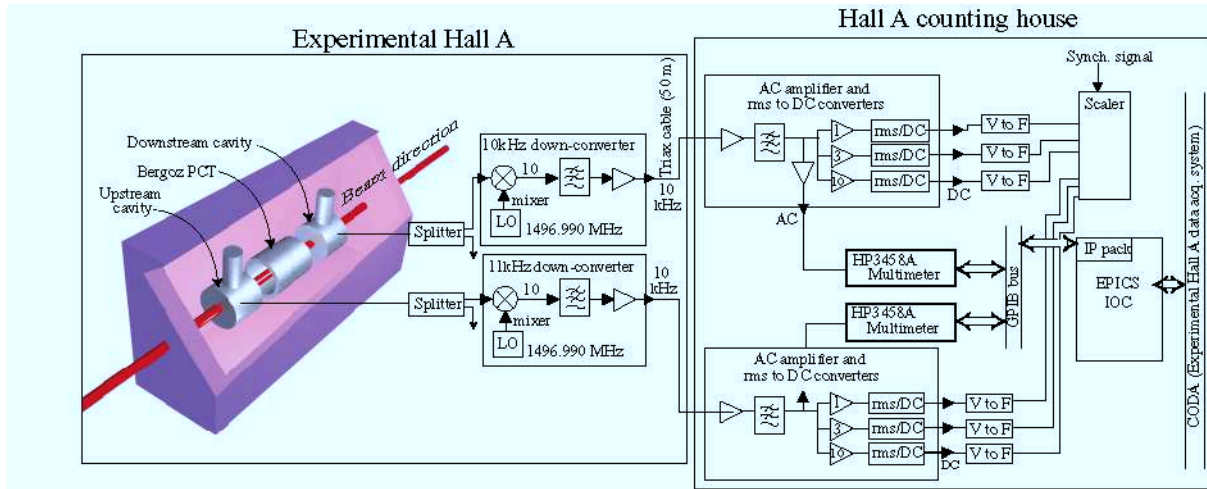 Experimental Hall A
Hall A counting house
Downstream cavity
Bergoz PCT
Upstream
cavity
Beam direction
Splitter
10kHz down-converter
10
mixer
LO
1496.990 MHz
Splitter
11kHz down-converter
10
mixer
LO
1496.990 MHz
Triax cable (50 m)
10
kHz
10
kHz
AC amplifier and
rms to DC converters
1
rms/DC
V to F
3
rms/DC
V to F
10
rms/DC
DC
V to F
AC
Synch. signal
Scaler
HP3458A
Multimeter
HP3458A
Multimeter
GPIB bus
IP pack
EPICS
IOC
CODA (Experimental Hall A data acq. system)
AC amplifier and
rms to DC converters
1
rms/DC
V to F
3
rms/DC
V to F
10
rms/DC
DC
V to F